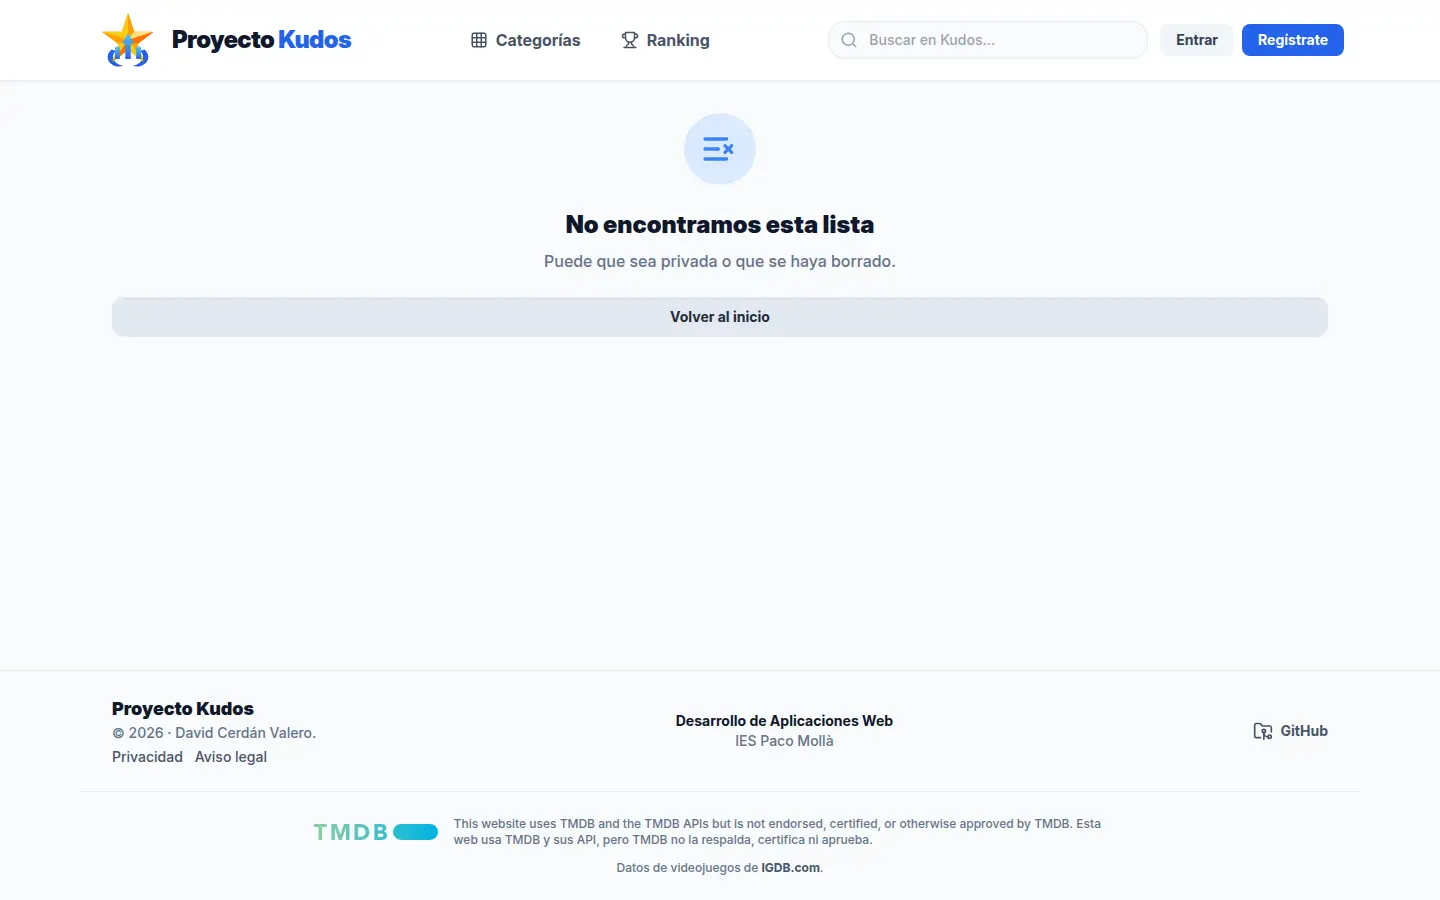 Proyecto Kudos
Categorías
Ranking
Buscar en Kudos...
Entrar
Regístrate
No encontramos esta lista
Puede que sea privada o que se haya borrado.
Volver al inicio
Proyecto Kudos
© 2026 · David Cerdán Valero.
Privacidad Aviso legal
Desarrollo de Aplicaciones Web
IES Paco Mollà
GitHub
TMDB
This website uses TMDB and the TMDB APIs but is not endorsed, certified, or otherwise approved by TMDB. Esta
web usa TMDB y sus API, pero TMDB no la respalda, certifica ni aprueba.
Datos de videojuegos de IGDB.com.